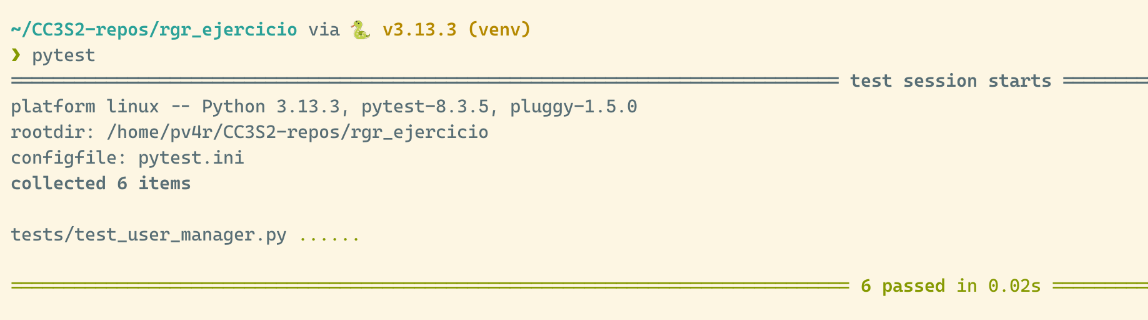 ~/CC3S2-repos/rgr_ejercicio via 🐍 v3.13.3 (venv)
❯ pytest
══════════════════════════════ test session starts ════════
platform linux -- Python 3.13.3, pytest-8.3.5, pluggy-1.5.0
rootdir: /home/pv4r/CC3S2-repos/rgr_ejercicio
configfile: pytest.ini
collected 6 items
tests/test_user_manager.py ......
══════════════════════════════ 6 passed in 0.02s ════════